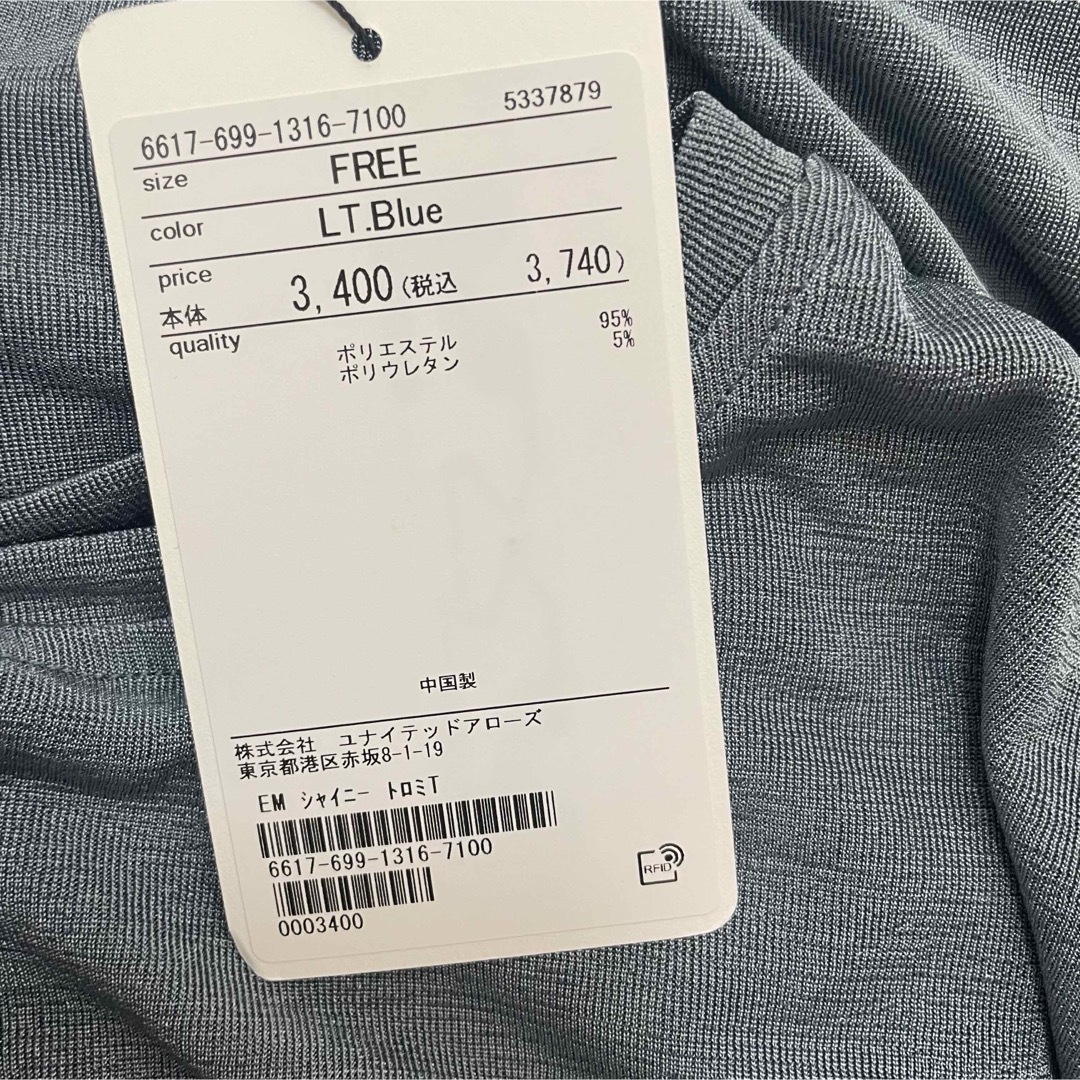 6617-699-1316-7100 5337879
size FREE
color LT.Blue
price
本体 3,400(税込 3,740)
quality
ポリエステル 95%
ポリウレタン 5%
中国製
株式会社 ユナイテッドアローズ
東京都港区赤坂8-1-19
EM シャイニー トロミT
6617-699-1316-7100
0003400
RFID